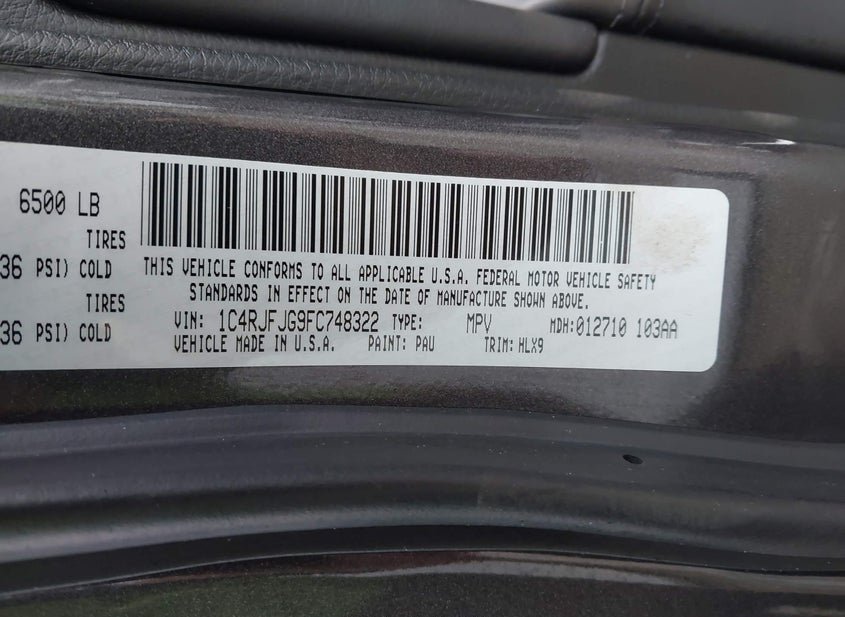 6500 LB
TIRES
36 PSI) COLD
TIRES
36 PSI) COLD
THIS VEHICLE CONFORMS TO ALL APPLICABLE U.S.A. FEDERAL MOTOR VEHICLE SAFETY
STANDARDS IN EFFECT ON THE DATE OF MANUFACTURE SHOWN ABOVE.
VIN: 1C4RJFJG9FC748322 TYPE: MPV MDH:012710 103AA
VEHICLE MADE IN U.S.A. PAINT: PAU TRIM: HLX9